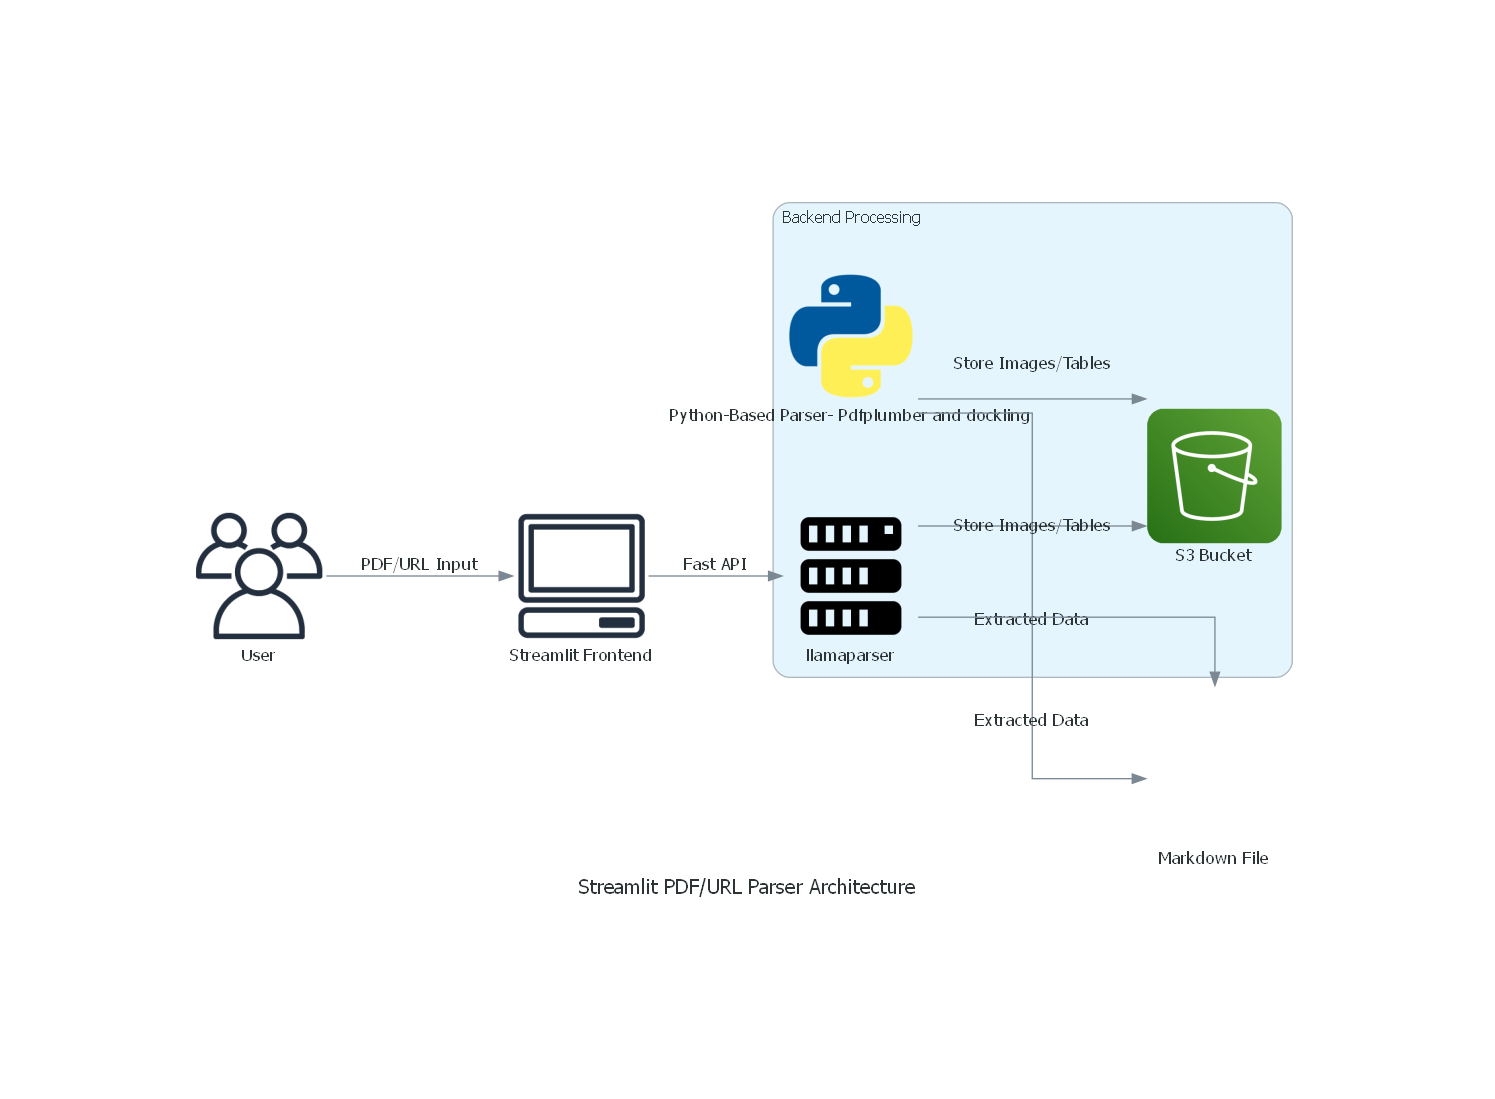 Backend Processing
Store Images/Tables
Python-Based Parser- Pdfplumber and dockling
Store Images/Tables
S3 Bucket
PDF/URL Input
Fast API
Extracted Data
User
Streamlit Frontend
llamaparser
Extracted Data
Markdown File
Streamlit PDF/URL Parser Architecture